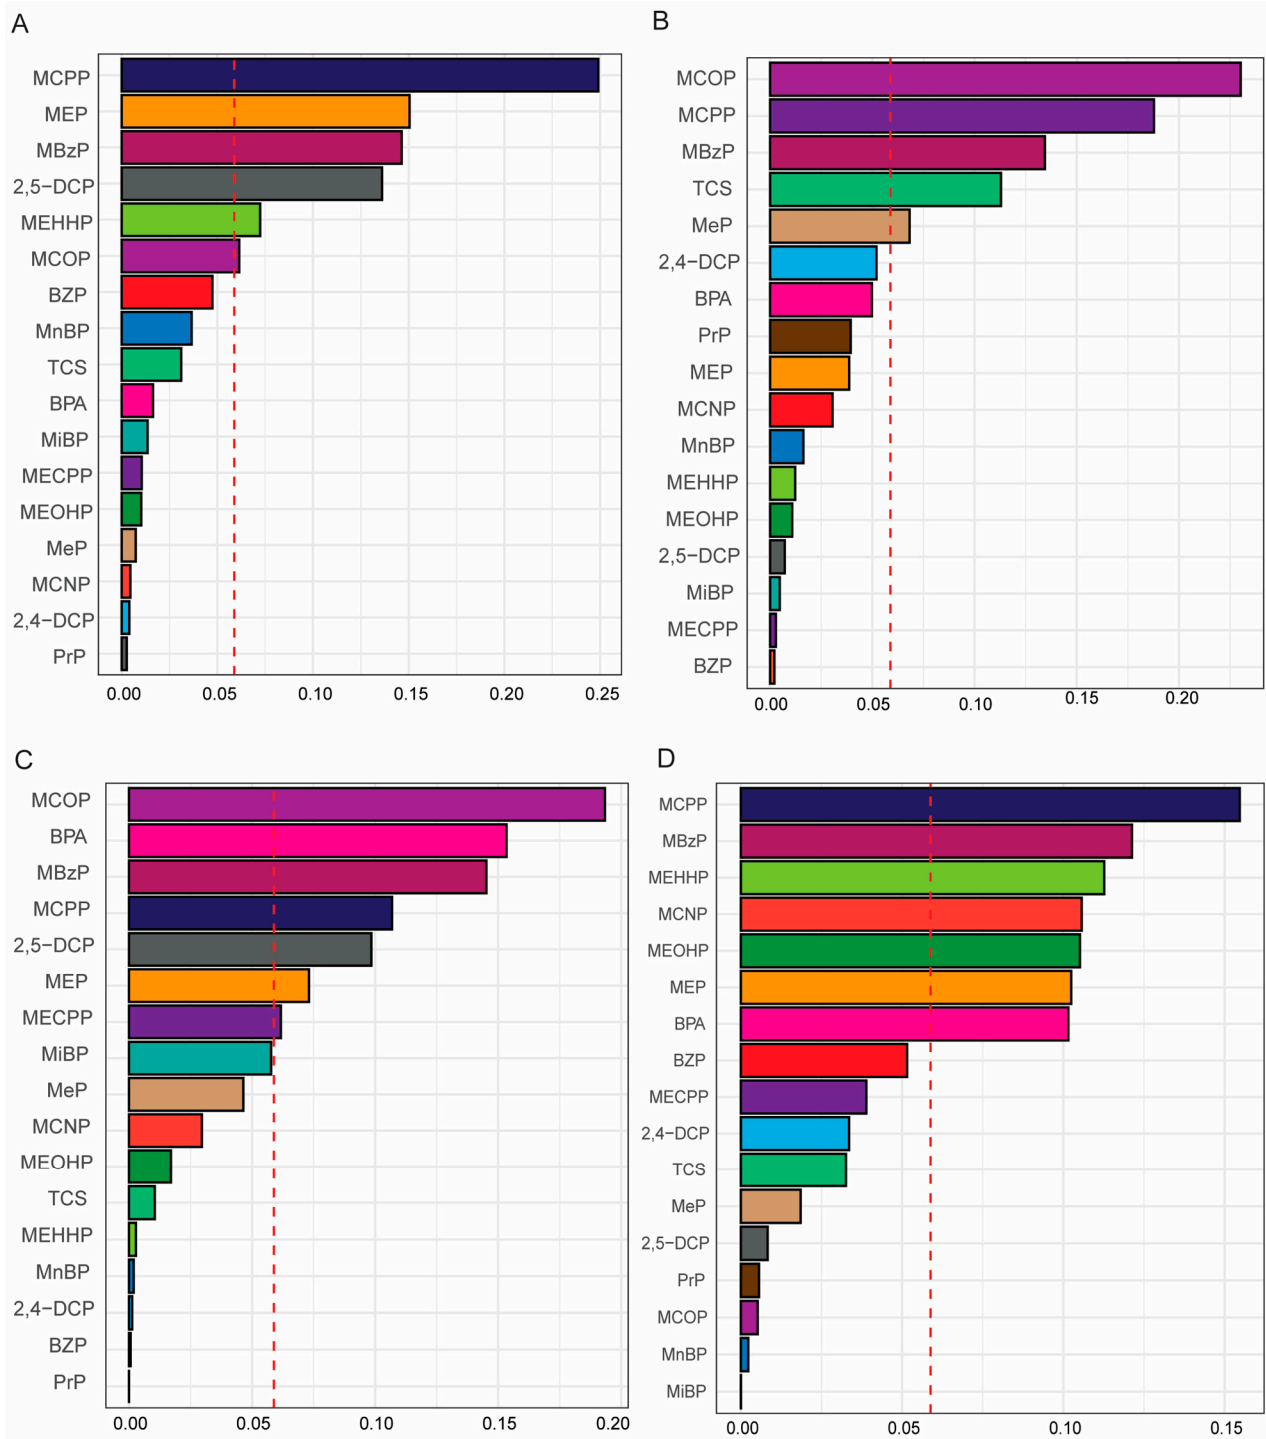 A
MCPP
MEP
MBzP
2,5−DCP
MEHHP
MCOP
BZP
MnBP
TCS
BPA
MiBP
MECPP
MEOHP
MeP
MCNP
2,4−DCP
PrP
0.00 0.05 0.10 0.15 0.20 0.25
B
MCOP
MCPP
MBzP
TCS
MeP
2,4−DCP
BPA
PrP
MEP
MCNP
MnBP
MEHHP
MEOHP
2,5−DCP
MiBP
MECPP
BZP
0.00 0.05 0.10 0.15 0.20
C
MCOP
BPA
MBzP
MCPP
2,5−DCP
MEP
MECPP
MiBP
MeP
MCNP
MEOHP
TCS
MEHHP
MnBP
2,4−DCP
BZP
PrP
0.00 0.05 0.10 0.15 0.20
D
MCPP
MBzP
MEHHP
MCNP
MEOHP
MEP
BPA
BZP
MECPP
2,4−DCP
TCS
MeP
2,5−DCP
PrP
MCOP
MnBP
MiBP
0.00 0.05 0.10 0.15